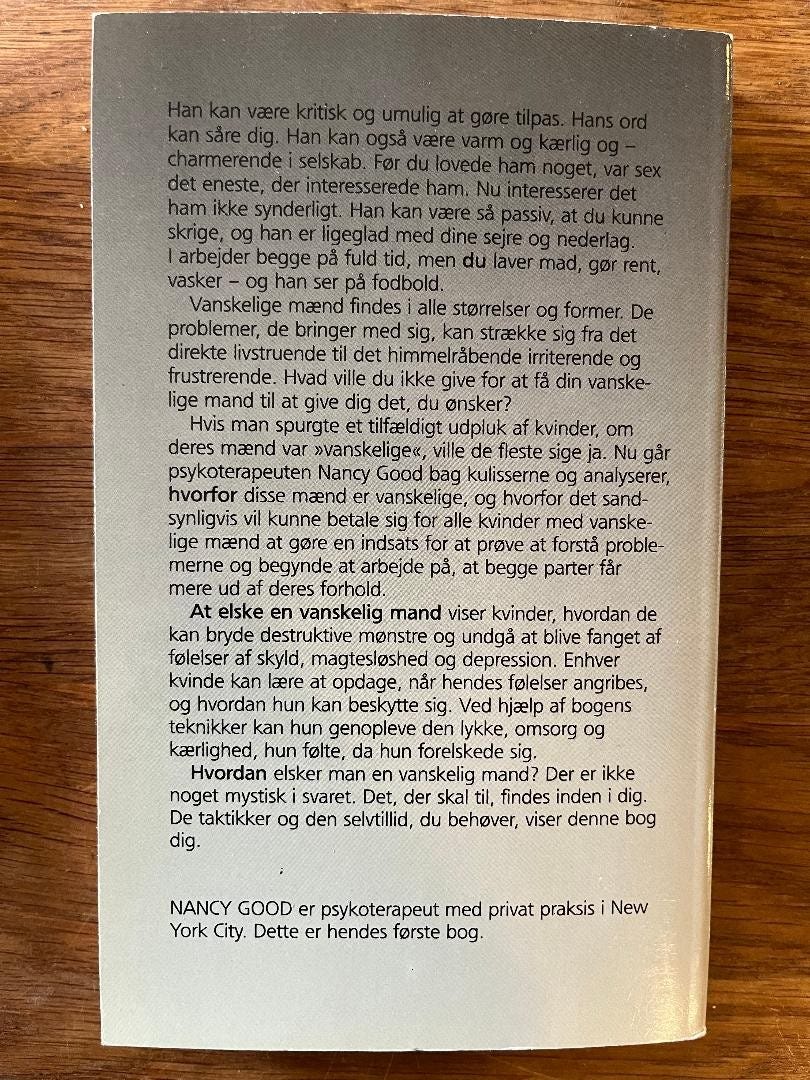 Han kan være kritisk og umulig at gøre tilpas. Hans ord
kan såre dig. Han kan også være varm og kærlig og –
charmerende i selskab. Før du lovede ham noget, var sex
det eneste, der interesserede ham. Nu interesserer det
ham ikke synderligt. Han kan være så passiv, at du kunne
skrige, og han er ligeglad med dine sejre og nederlag.
I arbejder begge på fuld tid, men du laver mad, gør rent,
vasker – og han ser på fodbold.
Vanskelige mænd findes i alle størrelser og former. De
problemer, de bringer med sig, kan strække sig fra det
direkte livstruende til det himmelråbende irriterende og
frustrerende. Hvad ville du ikke give for at få din vanske-
lige mand til at give dig det, du ønsker?
Hvis man spurgte et tilfældigt udpluk af kvinder, om
deres mænd var »vanskelige«, ville de fleste sige ja. Nu går
psykoterapeuten Nancy Good bag kulisserne og analyserer,
hvorfor disse mænd er vanskelige, og hvorfor det sand-
synligvis vil kunne betale sig for alle kvinder med vanske-
lige mænd at gøre en indsats for at prøve at forstå proble-
merne og begynde at arbejde på, at begge parter får
mere ud af deres forhold.
At elske en vanskelig mand viser kvinder, hvordan de
kan bryde destruktive mønstre og undgå at blive fanget af
følelser af skyld, magtesløshed og depression. Enhver
kvinde kan lære at opdage, når hendes følelser angribes,
og hvordan hun kan beskytte sig. Ved hjælp af bogens
teknikker kan hun genopleve den lykke, omsorg og
kærlighed, hun følte, da hun forelskede sig.
Hvordan elsker man en vanskelig mand? Der er ikke
noget mystisk i svaret. Det, der skal til, findes inden i dig.
De taktikker og den selvtillid, du behøver, viser denne bog
dig.
NANCY GOOD er psykoterapeut med privat praksis i New
York City. Dette er hendes første bog.